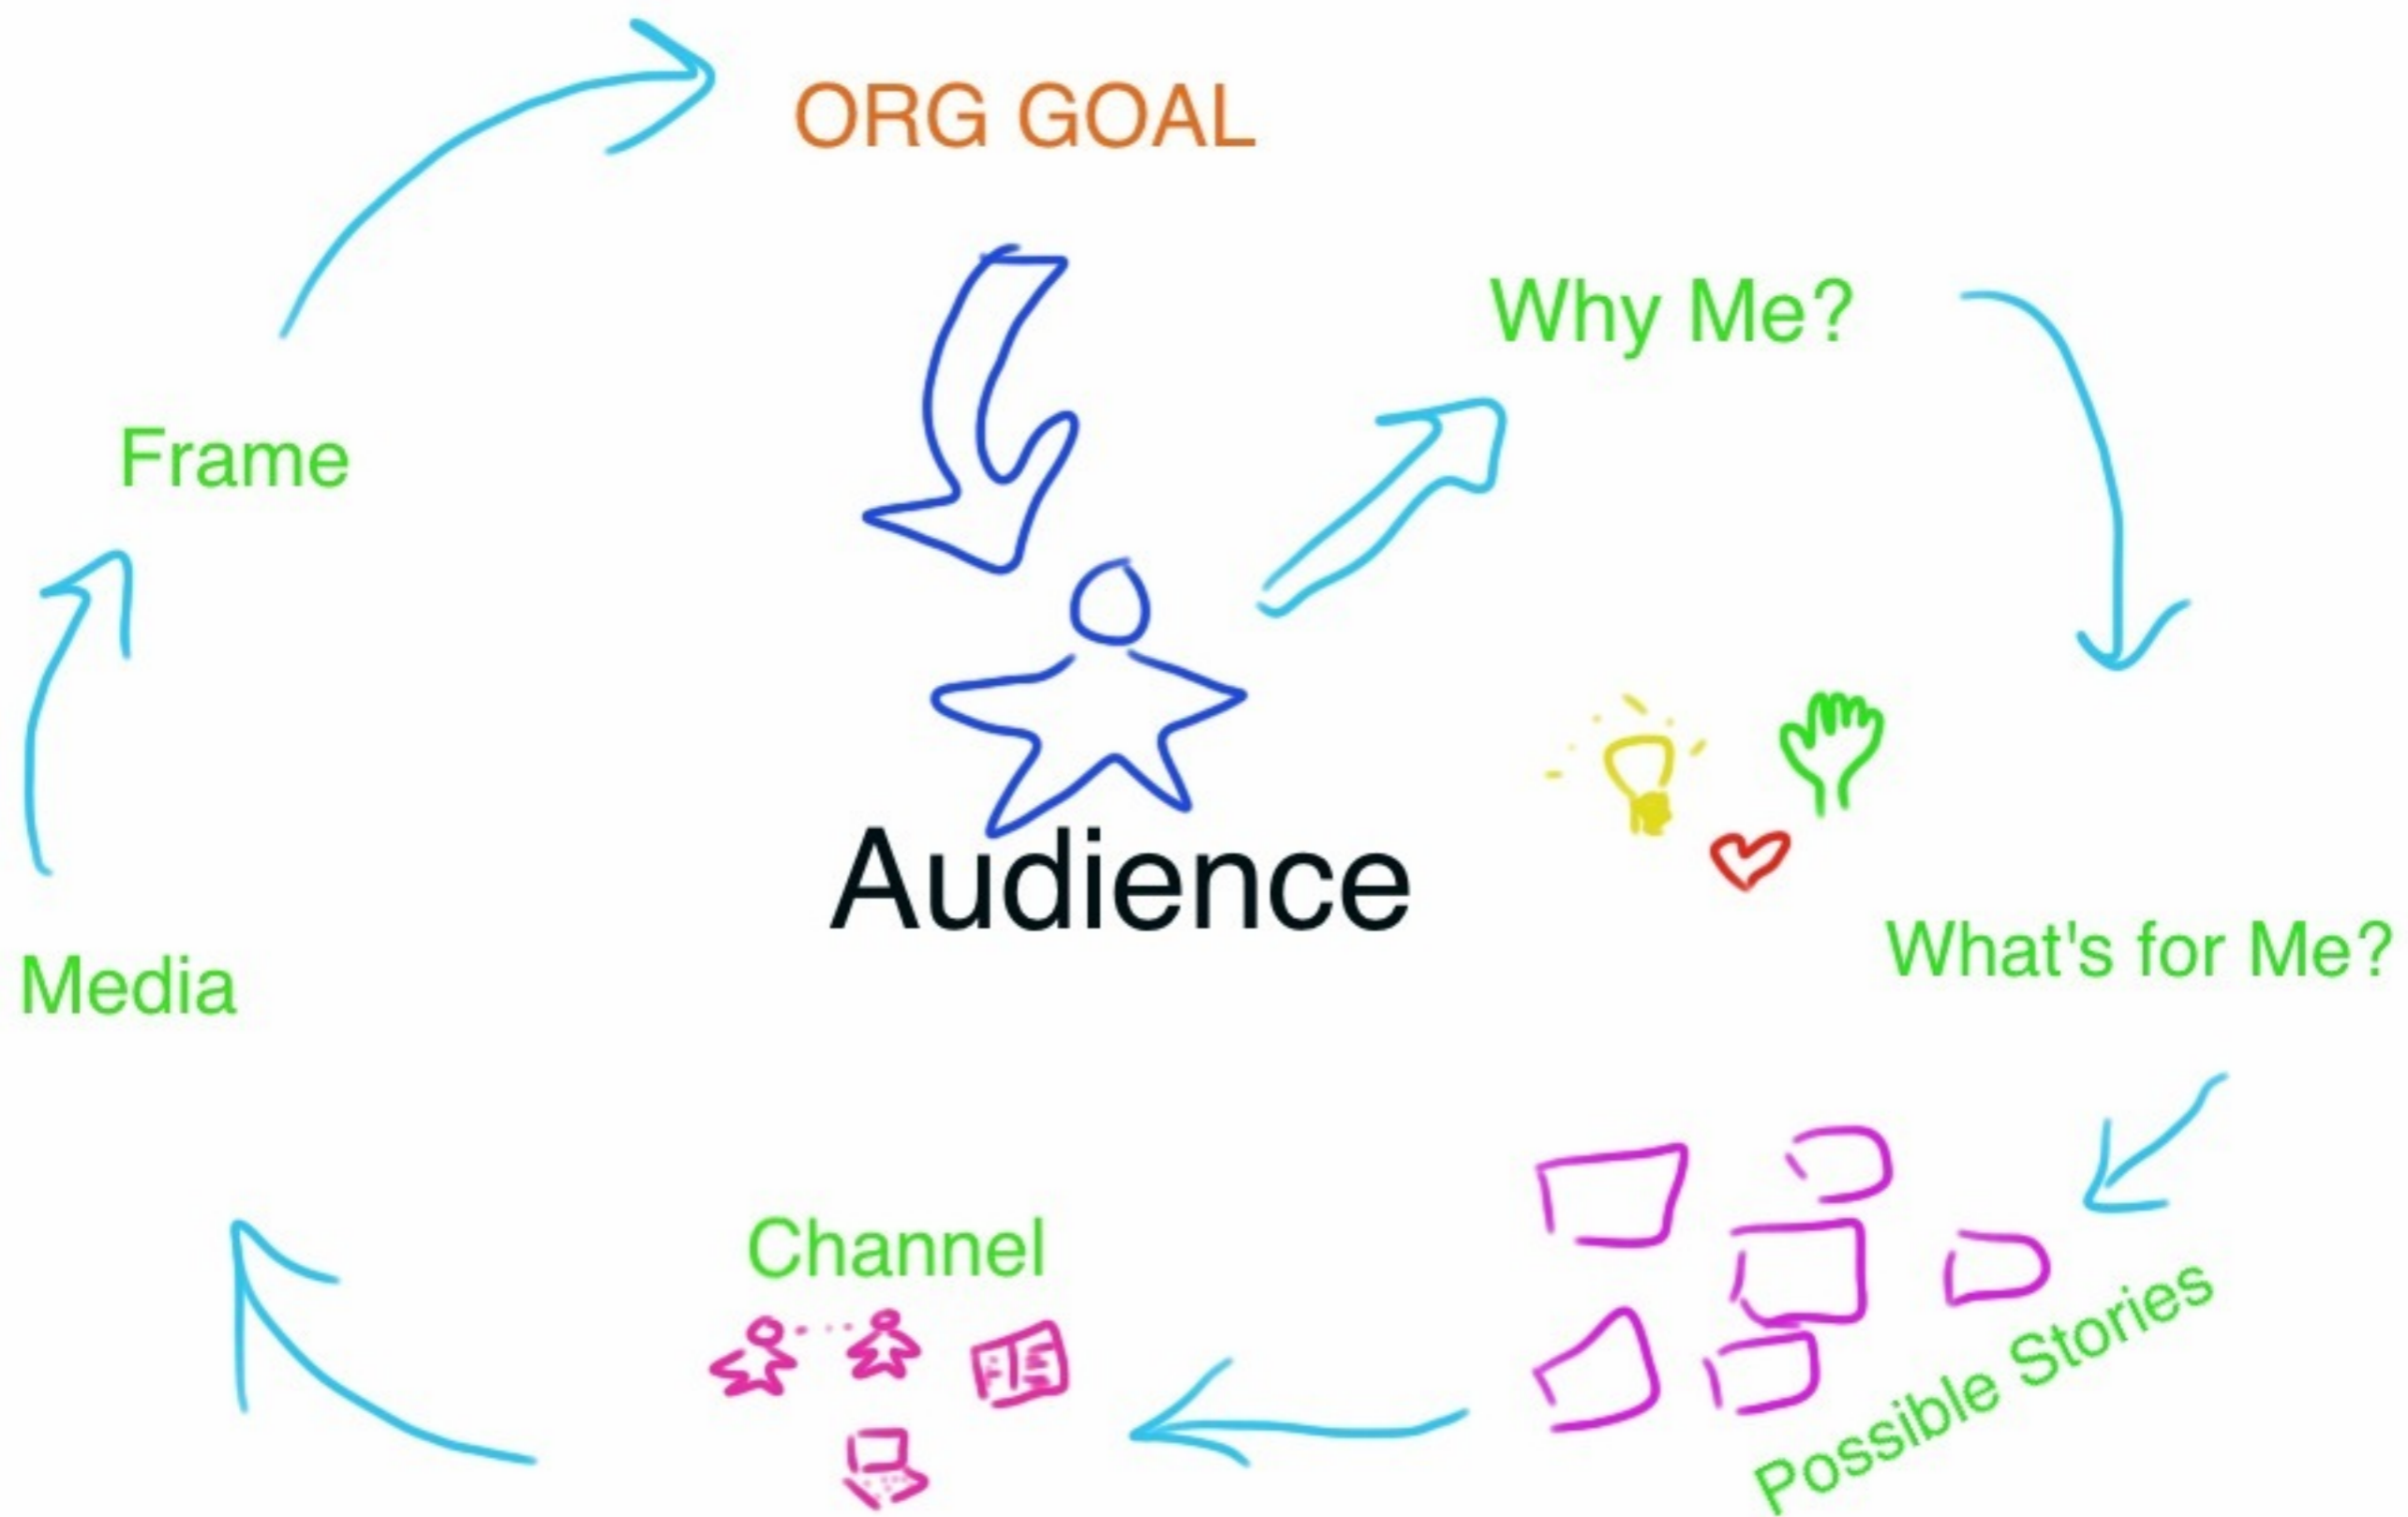 ORG GOAL
Why Me?
Frame
Audience
What's for Me?
Media
Channel
Possible Stories